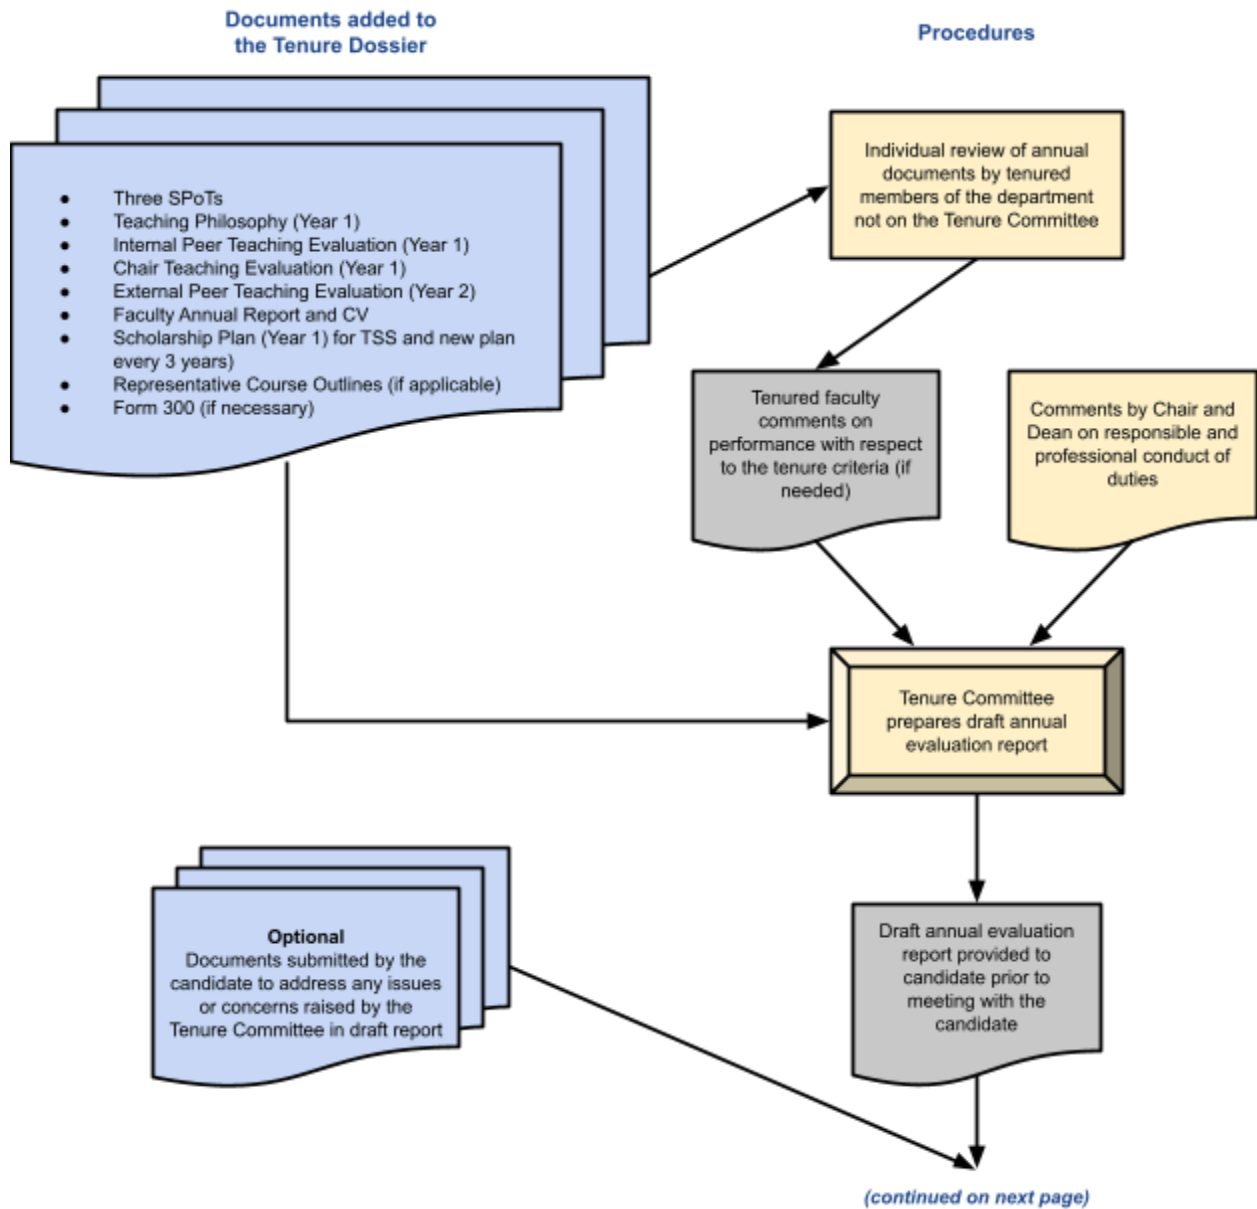 Documents added to
the Tenure Dossier
Procedures
● Three SPoTs
● Teaching Philosophy (Year 1)
● Internal Peer Teaching Evaluation (Year 1)
● Chair Teaching Evaluation (Year 1)
● External Peer Teaching Evaluation (Year 2)
● Faculty Annual Report and CV
● Scholarship Plan (Year 1) for TSS and new plan
every 3 years)
● Representative Course Outlines (if applicable)
● Form 300 (if necessary)
Individual review of annual
documents by tenured
members of the department
not on the Tenure Committee
Tenured faculty
comments on
performance with respect
to the tenure criteria (if
needed)
Comments by Chair and
Dean on responsible and
professional conduct of
duties
Tenure Committee
prepares draft annual
evaluation report
Optional
Documents submitted by the
candidate to address any issues
or concerns raised by the
Tenure Committee in draft report
Draft annual evaluation
report provided to
candidate prior to
meeting with the
candidate
(continued on next page)